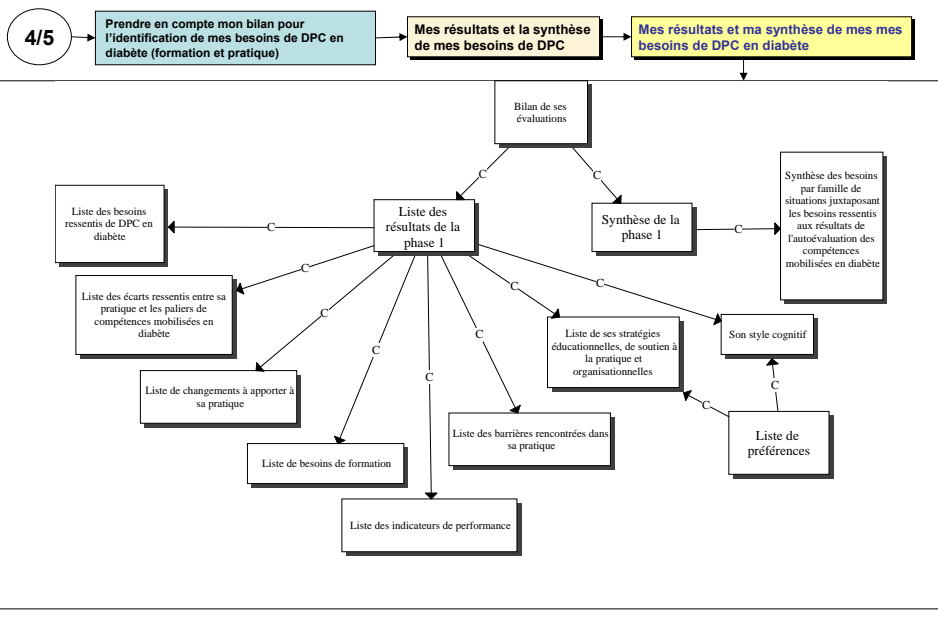 4/5
Prendre en compte mon bilan pour
l'identification de mes besoins de DPC en
diabète (formation et pratique)
Mes résultats et la synthèse
de mes besoins de DPC
Mes résultats et ma synthèse de mes mes
besoins de DPC en diabète
Bilan de ses
évaluations
C
C
Liste des besoins
ressentis de DPC en
diabète
C
Liste des
résultats de la
phase 1
Synthèse de la
phase 1
C
Synthèse des besoins
par famille de
situations juxtaposant
les besoins ressentis
aux résultats de
l'autoévaluation des
compétences
mobilisées en diabète
C
C
C
C
C
C
C
Liste des écarts ressentis entre sa
pratique et les paliers de
compétences mobilisées en
diabète
Liste de ses stratégies
éducationnelles, de soutien à
la pratique et
organisationnelles
Son style cognitif
C
C
Liste de changements à apporter à
sa pratique
Liste des barrières rencontrées dans
sa pratique
Liste de
préférences
Liste de besoins de formation
Liste des indicateurs de performance